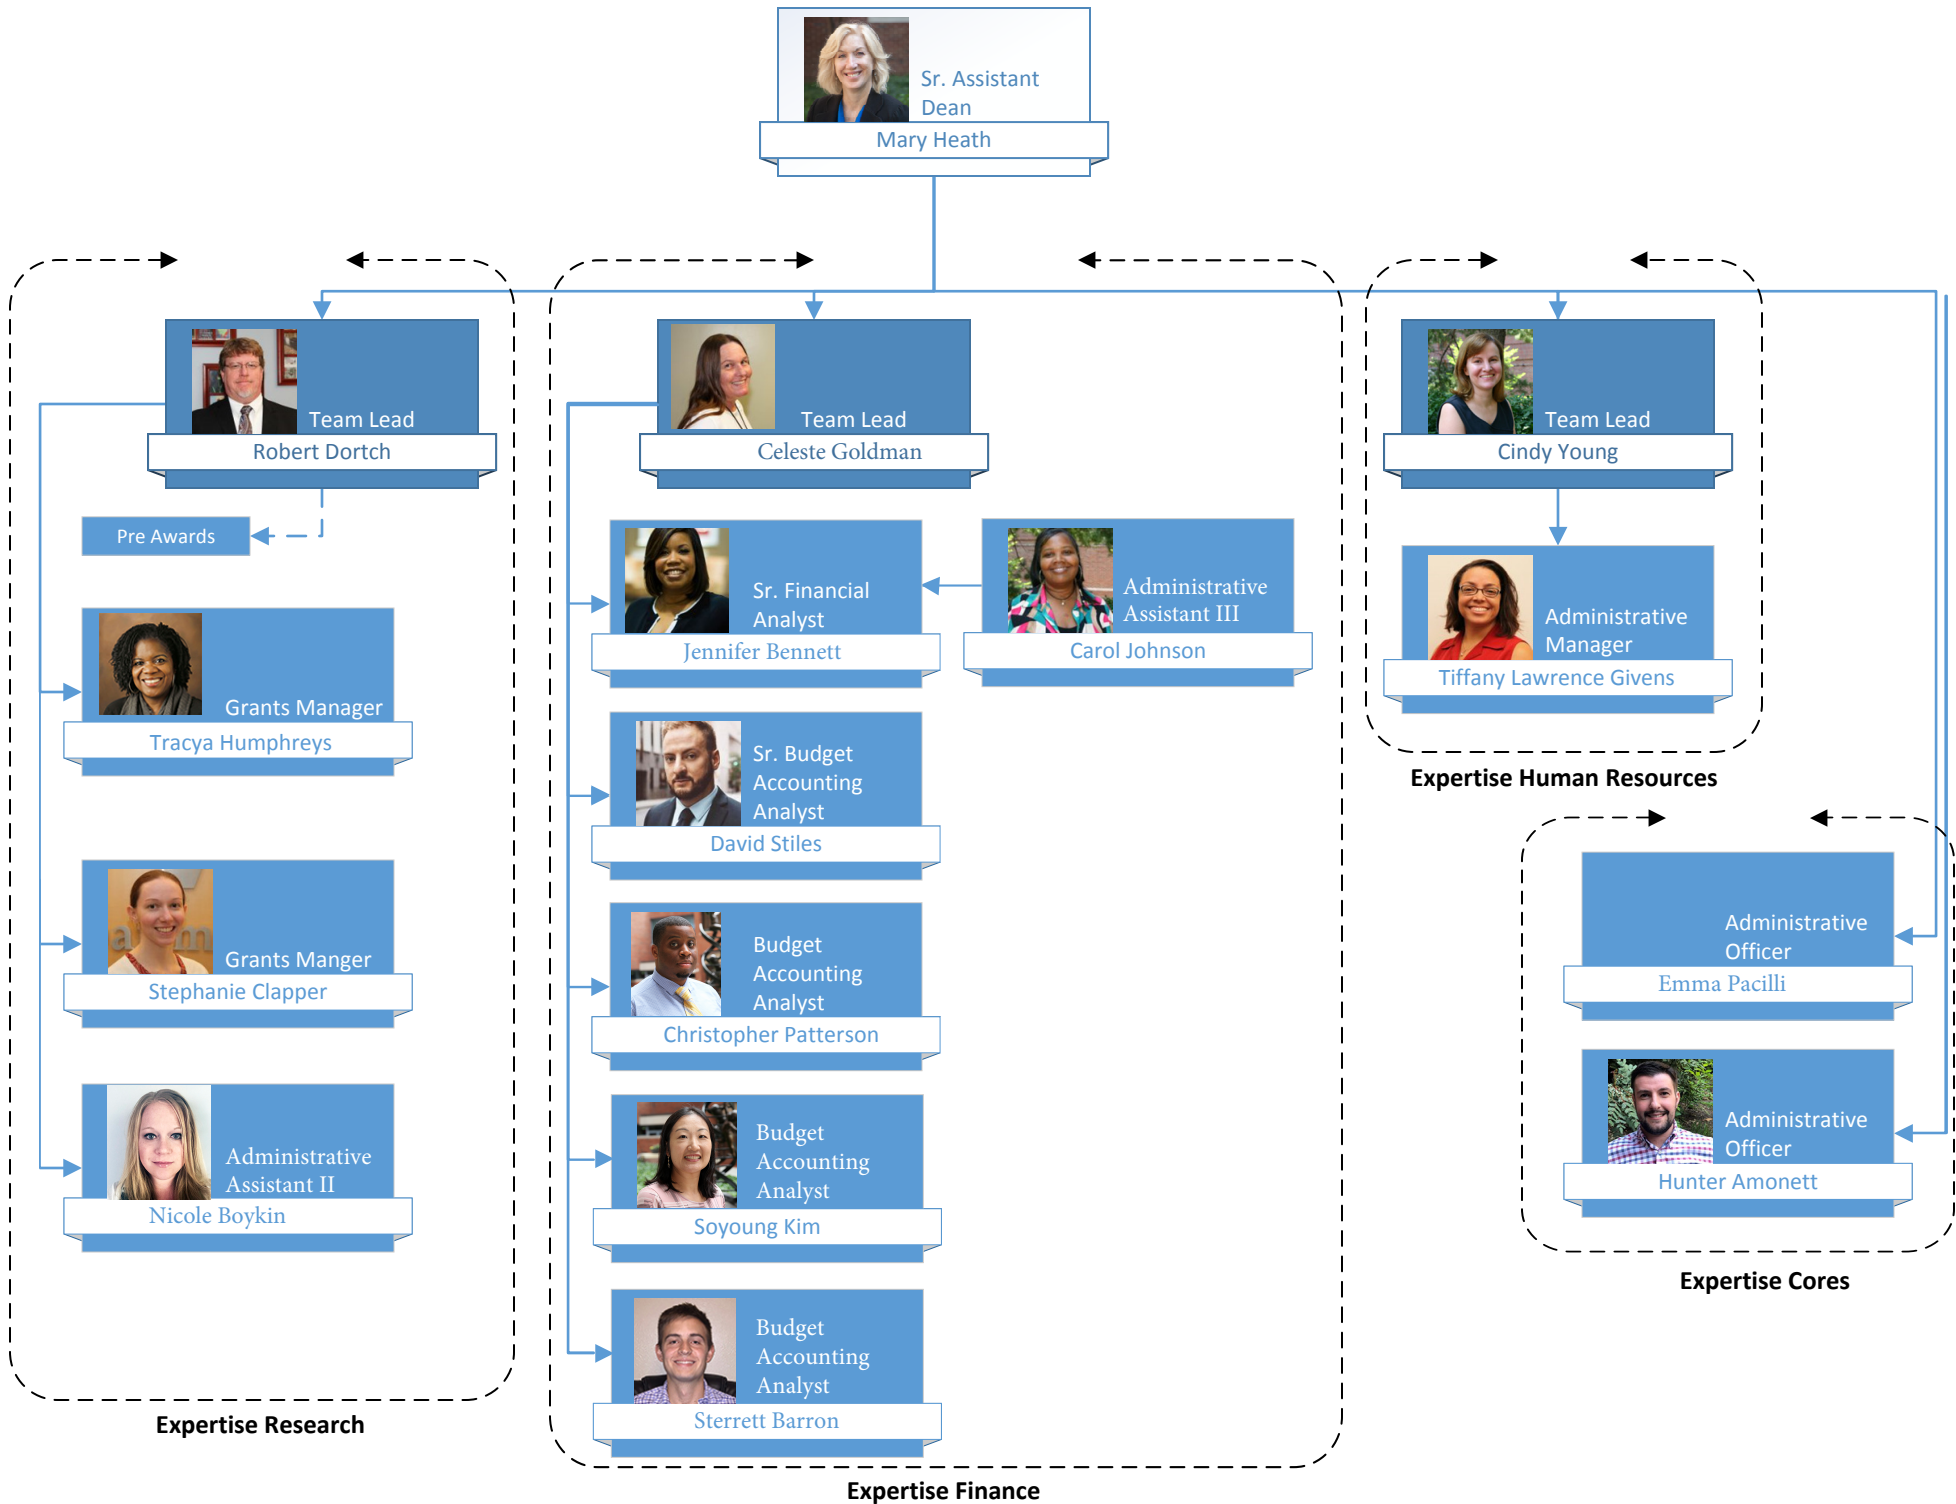 Sr. Assistant
Dean
Mary Heath
Team Lead
Robert Dortch
Pre Awards
Grants Manager
Tracya Humphreys
Grants Manger
Stephanie Clapper
Administrative
Assistant II
Nicole Boykin
Expertise Research
Team Lead
Celeste Goldman
Sr. Financial
Analyst
Jennifer Bennett
Administrative
Assistant III
Carol Johnson
Sr. Budget
Accounting
Analyst
David Stiles
Budget
Accounting
Analyst
Christopher Patterson
Budget
Accounting
Analyst
Soyoung Kim
Budget
Accounting
Analyst
Sterrett Barron
Expertise Finance
Team Lead
Cindy Young
Administrative
Manager
Tiffany Lawrence Givens
Expertise Human Resources
Administrative
Officer
Emma Pacilli
Administrative
Officer
Hunter Amonett
Expertise Cores